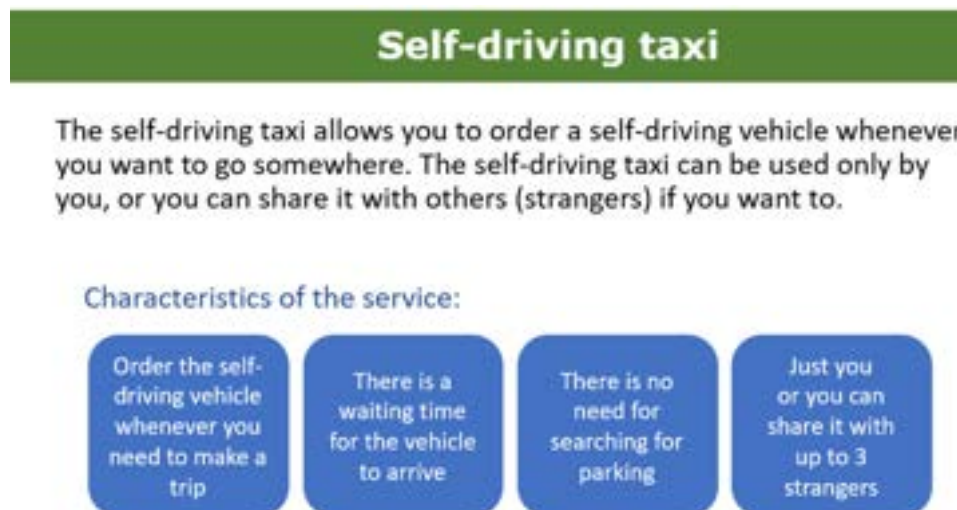 Self-driving taxi
The self-driving taxi allows you to order a self-driving vehicle whenever
you want to go somewhere. The self-driving taxi can be used only by
you, or you can share it with others (strangers) if you want to.
Characteristics of the service:
Order the self-
driving vehicle
whenever you
need to make a
trip
There is a
waiting time
for the vehicle
to arrive
There is no
need for
searching for
parking
Just you
or you can
share it with
up to 3
strangers